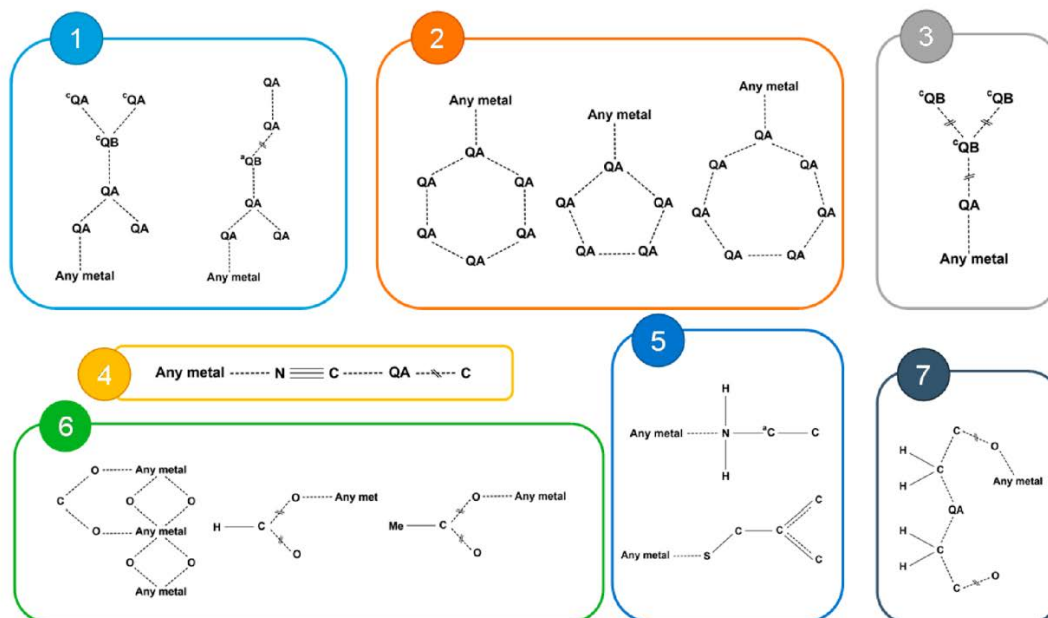 1
cQA cQA
cQB
QA
QA QA
Any metal
QA
QA
aQB
QA
QA QA
Any metal
2
Any metal
QA
QA QA
QA QA
QA
Any metal
QA
QA QA
QA QA
Any metal
QA
QA QA
QA QA
QA QA
3
cQB cQB
cQB
QA
Any metal
4
Any metal N C QA C
5
H
Any metal N aC C
H
C
C C
Any metal S C
6
O Any metal
C O O
O Any metal
O O
Any metal
O Any met
H C
O
O Any metal
Me C
O
7
C O
H
C Any metal
H
QA
H
C
H
C O